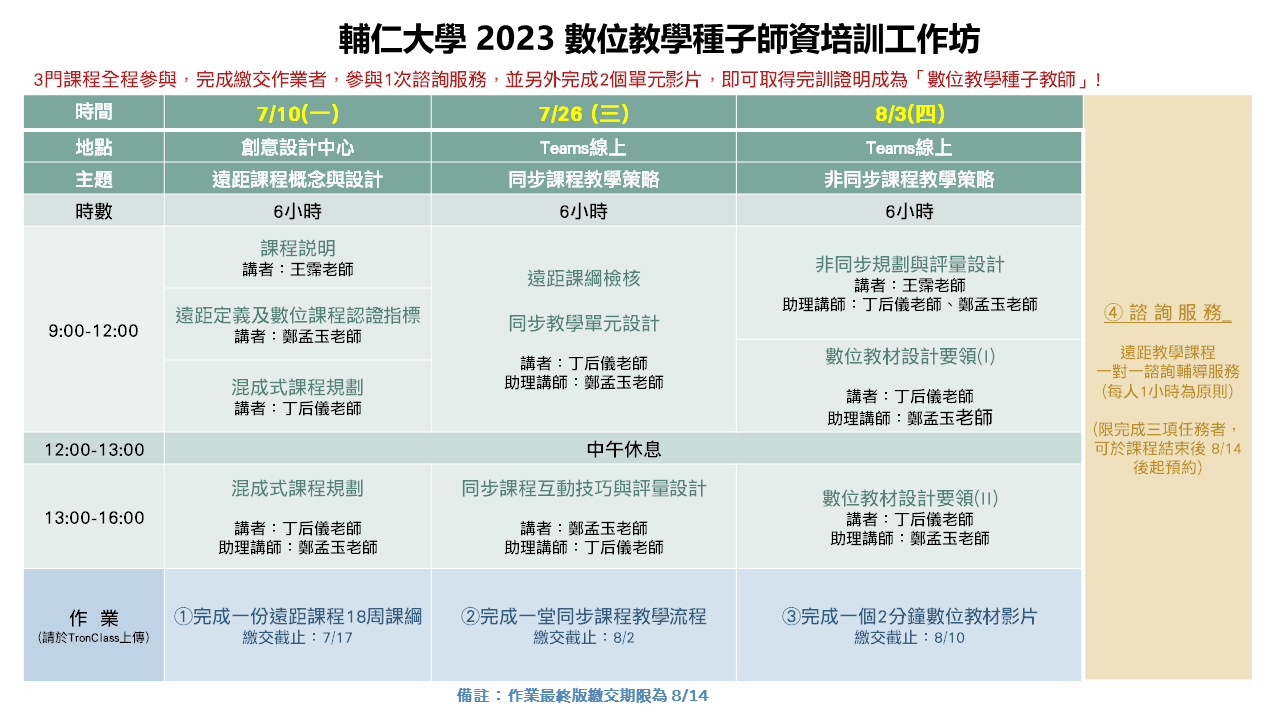 輔仁大學 2023 數位教學種子師資培訓工作坊
3門課程全程參與，完成繳交作業者，參與1次諮詢服務，並另外完成2個單元影片，即可取得完訓證明成為「數位教學種子教師」!
時間
7/10(一)
7/26 (三)
8/3(四)
地點
創意設計中心
Teams線上
Teams線上
主題
遠距課程概念與設計
同步課程教學策略
非同步課程教學策略
時數
6小時
6小時
6小時
9:00-12:00
課程說明
講者：王霈老師
遠距定義及數位課程認證指標
講者：鄭孟玉老師
混成式課程規劃
講者：丁后儀老師
遠距課綱檢核
同步教學單元設計
講者：丁后儀老師
助理講師：鄭孟玉老師
非同步規劃與評量設計
講者：王霈老師
助理講師：丁后儀老師、鄭孟玉老師
數位教材設計要領(I)
講者：丁后儀老師
助理講師：鄭孟玉老師
12:00-13:00
中午休息
13:00-16:00
混成式課程規劃
講者：丁后儀老師
助理講師：鄭孟玉老師
同步課程互動技巧與評量設計
講者：鄭孟玉老師
助理講師：丁后儀老師
數位教材設計要領(II)
講者：丁后儀老師
助理講師：鄭孟玉老師
作 業
(請於TronClass上傳)
①完成一份遠距課程18周課綱
繳交截止：7/17
②完成一堂同步課程教學流程
繳交截止：8/2
③完成一個2分鐘數位教材影片
繳交截止：8/10
④ 諮 詢 服 務_
遠距教學課程
一對一諮詢輔導服務
(每人1小時為原則)
(限完成三項任務者，
可於課程結束後 8/14
後起預約)
備註：作業最終版繳交期限為 8/14